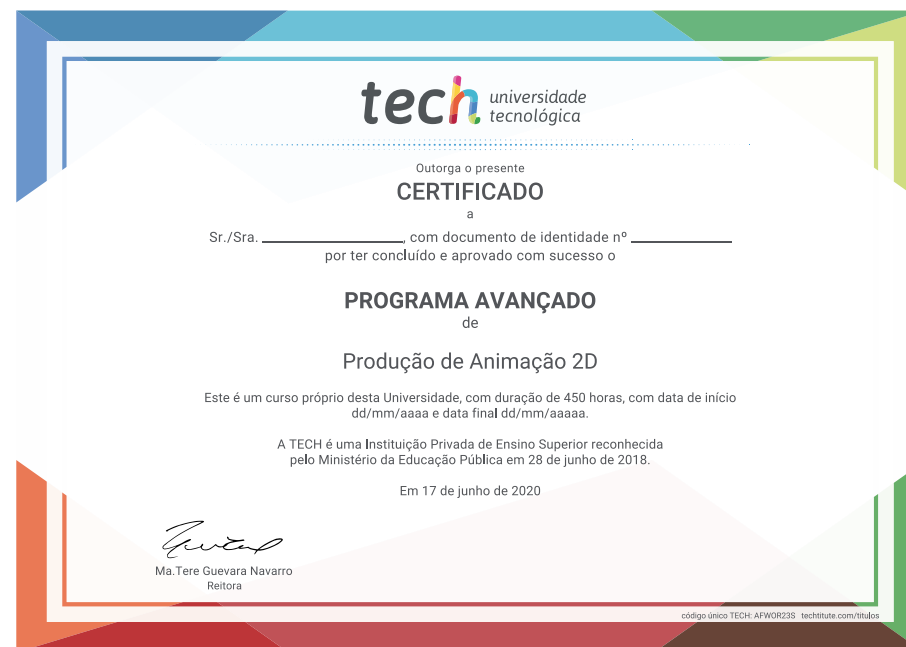 tech universidade
tecnológica
Outorga o presente
CERTIFICADO
a
Sr./Sra. ____________, com documento de identidade nº ____________
por ter concluído e aprovado com sucesso o
PROGRAMA AVANÇADO
de
Produção de Animação 2D
Este é um curso próprio desta Universidade, com duração de 450 horas, com data de início
dd/mm/aaaa e data final dd/mm/aaaaa.
A TECH é uma Instituição Privada de Ensino Superior reconhecida
pelo Ministério da Educação Pública em 28 de junho de 2018.
Em 17 de junho de 2020
Ma.Tere Guevara Navarro
Reitora
código único TECH: AFWOR23S techtitute.com/titulos